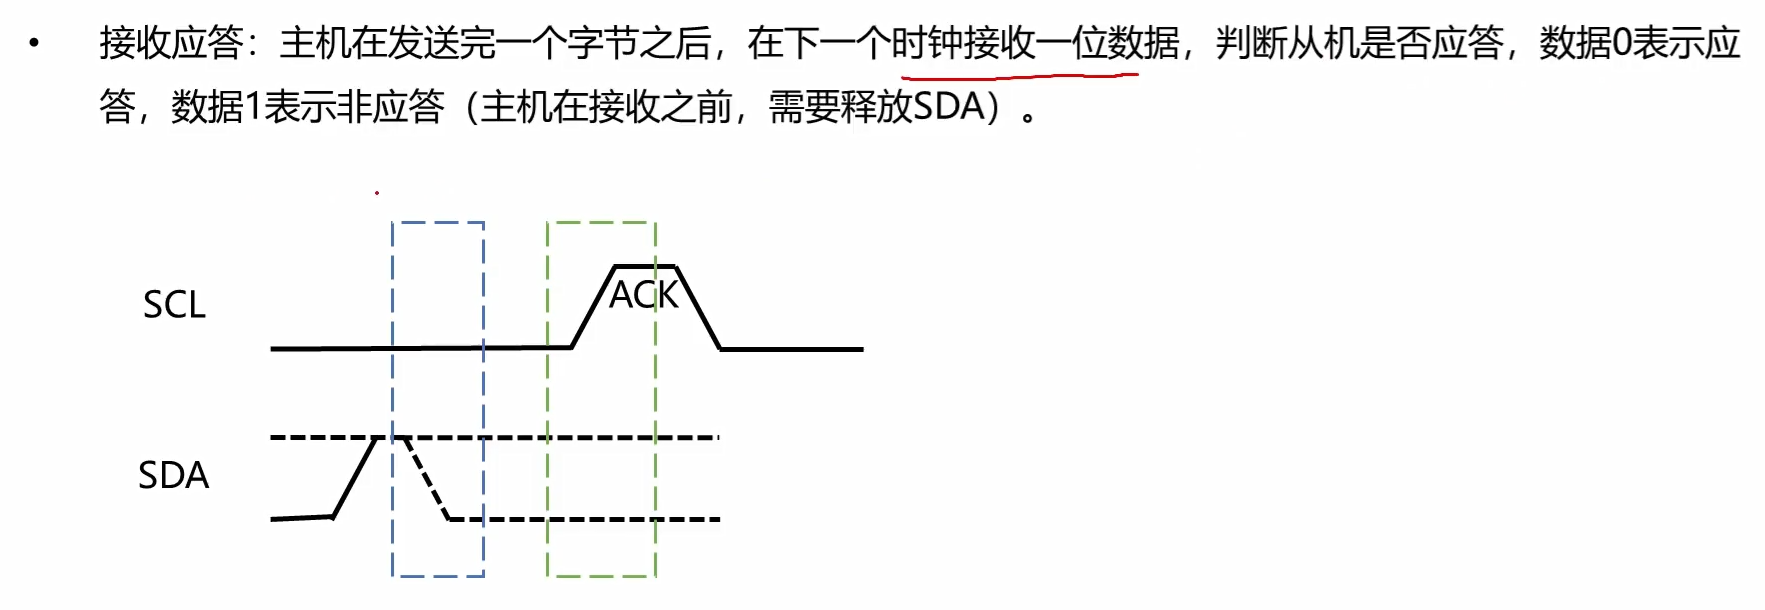 • 接收应答：主机在发送完一个字节之后，在下一个时钟接收一位数据，判断从机是否应答，数据0表示应
答，数据1表示非应答（主机在接收之前，需要释放SDA）。
SCL
ACK
SDA